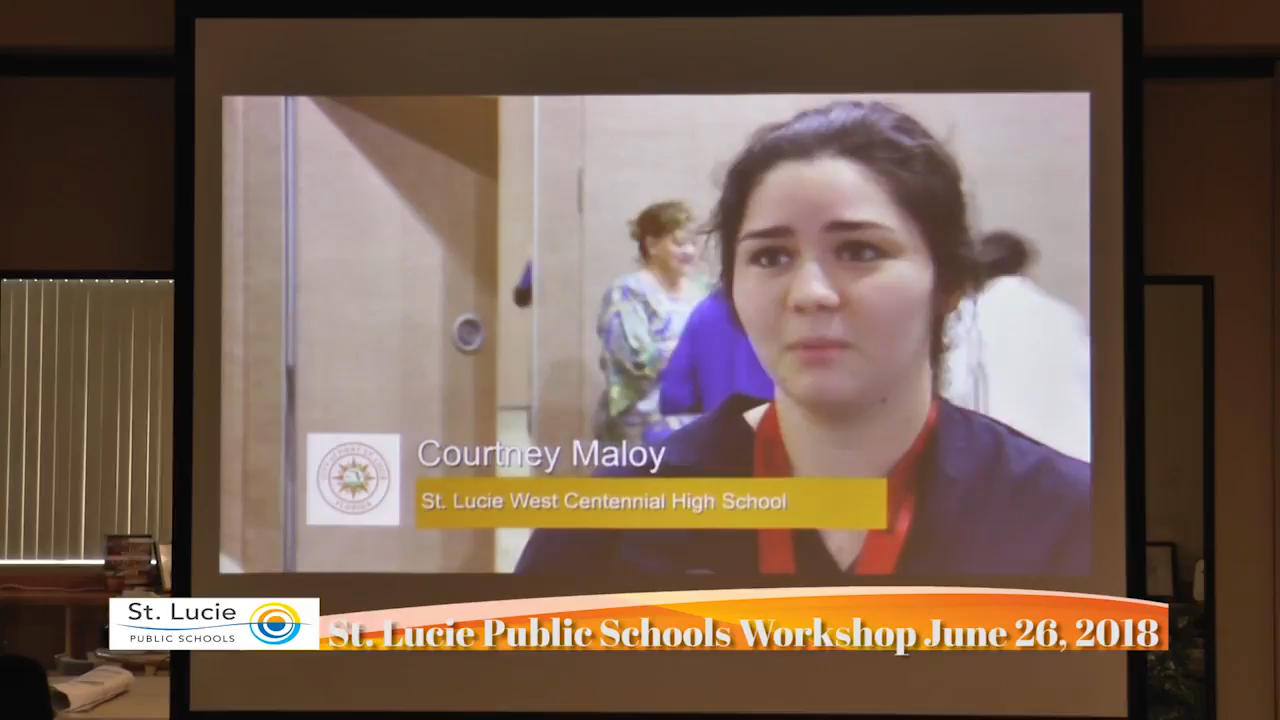 Courtney Maloy
St. Lucie West Centennial High School
FLORIDA
St. Lucie
PUBLIC SCHOOLS
St. Lucie Public Schools Workshop June 26, 2018